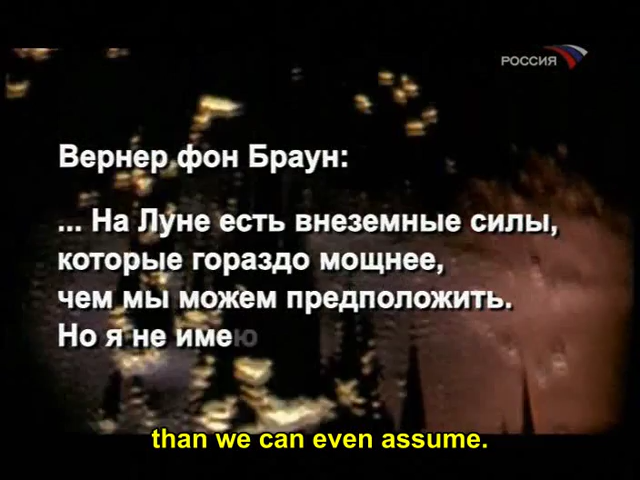 РОССИЯ
Вернер фон Браун:
... На Луне есть внеземные силы,
которые гораздо мощнее,
чем мы можем предположить.
Но я не имею
than we can even assume.